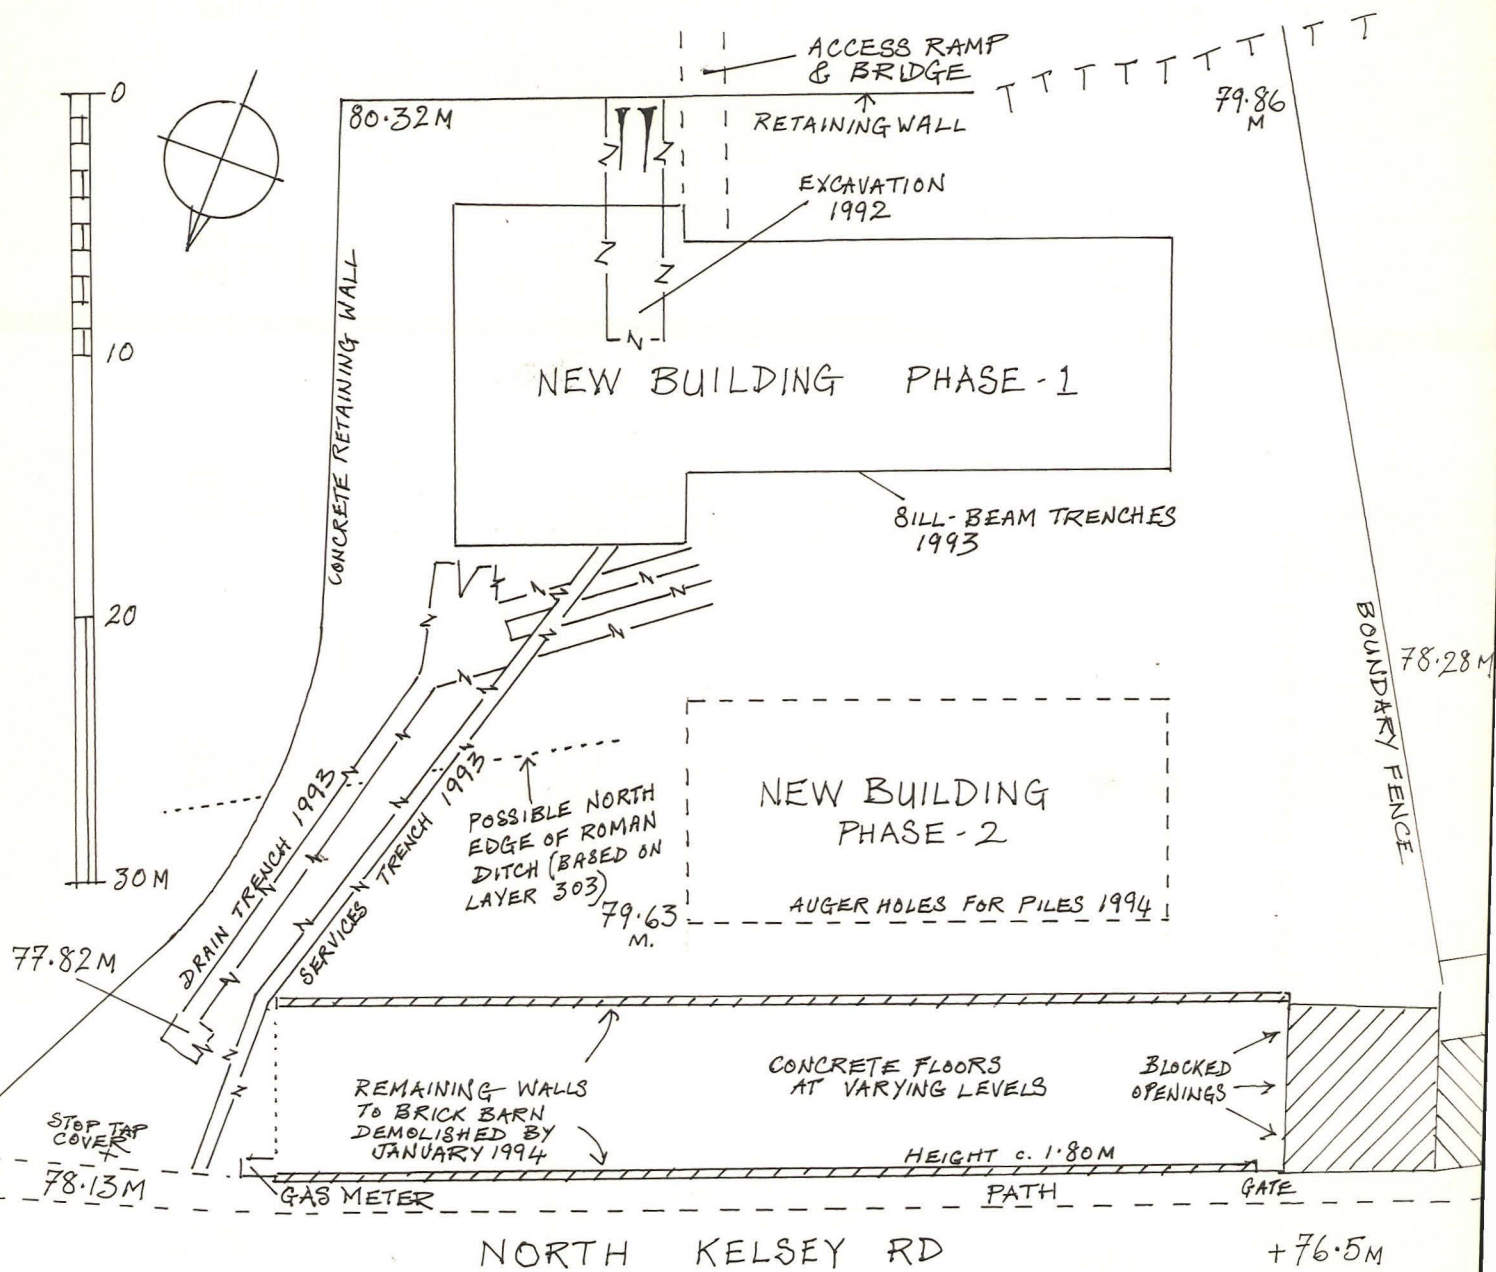 ACCESS RAMP
& BRIDGE
0
80.32M
RETAINING WALL
79.86
M
EXCAVATION
1992
CONCRETE RETAINING WALL
10
NEW BUILDING PHASE-1
SILL-BEAM TRENCHES
1993
20
BOUNDARY FENCE
78.28M
DRAIN TRENCH 1993
SERVICES TRENCH 1993
POSSIBLE NORTH
EDGE OF ROMAN
DITCH (BASED ON
LAYER 303)
NEW BUILDING
PHASE-2
30M
79.63
M.
AUGER HOLES FOR PILES 1994
77.82M
REMAINING WALLS
TO BRICK BARN
DEMOLISHED BY
JANUARY 1994
CONCRETE FLOORS
AT VARYING LEVELS
BLOCKED
OPENINGS
STOP TAP
COVER
+
HEIGHT c. 1.80M
78.13M
GAS METER
PATH
GATE
NORTH KELSEY RD
+76.5M